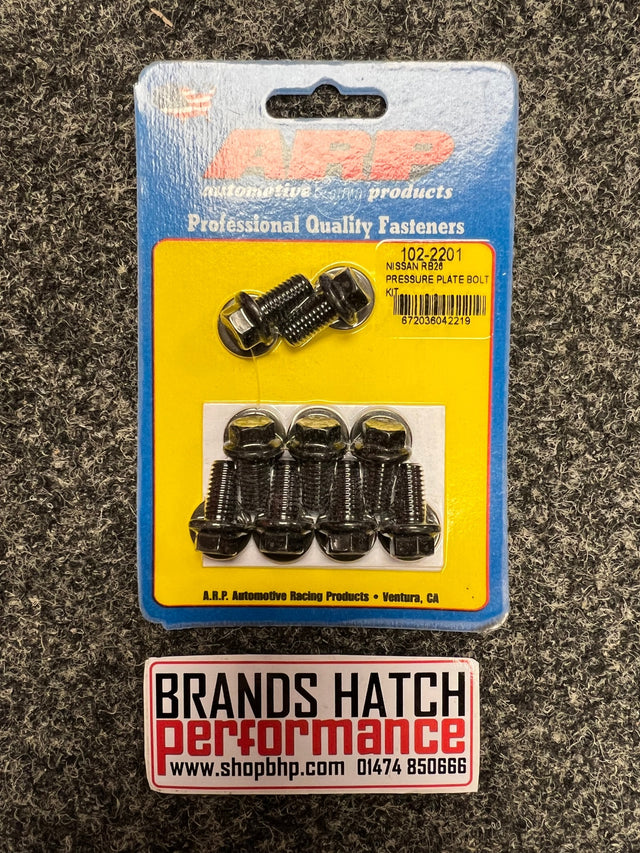 ARP
automotive racing products
Professional Quality Fasteners
102-2201
NISSAN RB26
PRESSURE PLATE BOLT
KIT
672036042219
A.R.P. Automotive Racing Products • Ventura, CA
BRANDS HATCH
performance
www.shopbhp.com 01474 850666